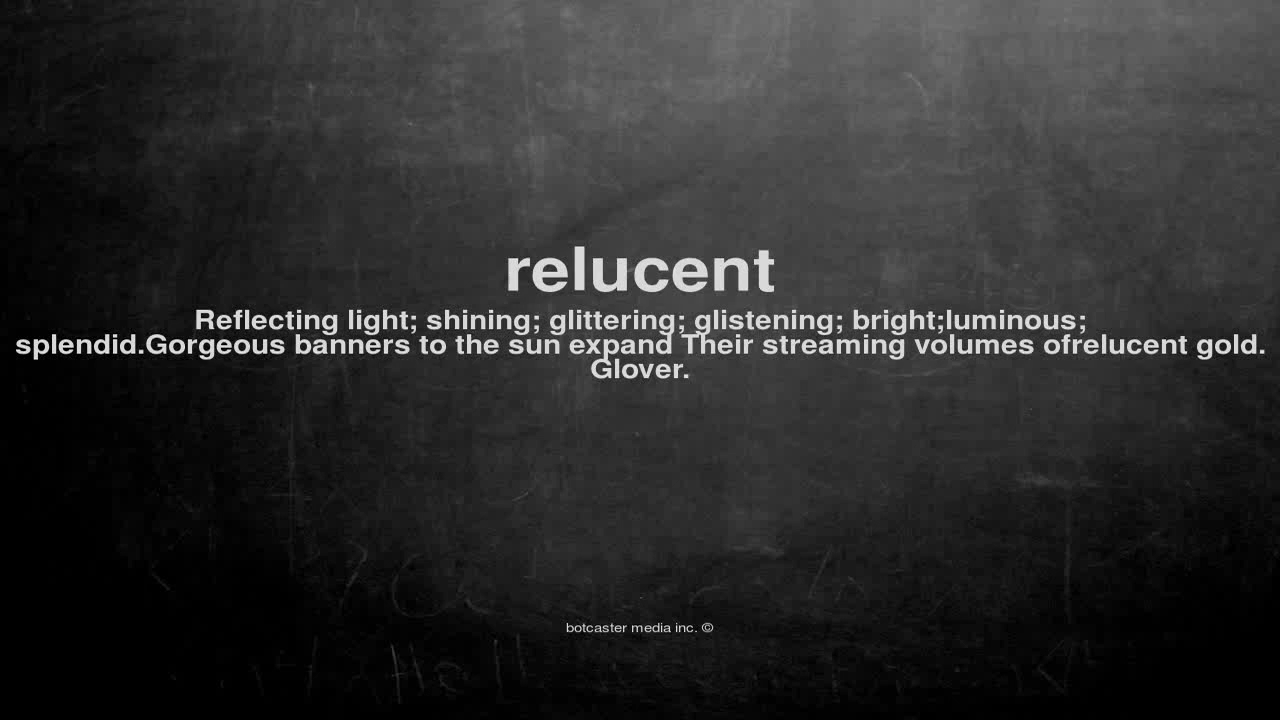 relucent
Reflecting light; shining; glittering; glistening; bright;luminous;
splendid.Gorgeous banners to the sun expand Their streaming volumes ofrelucent gold.
Glover.
botcaster media inc. ©